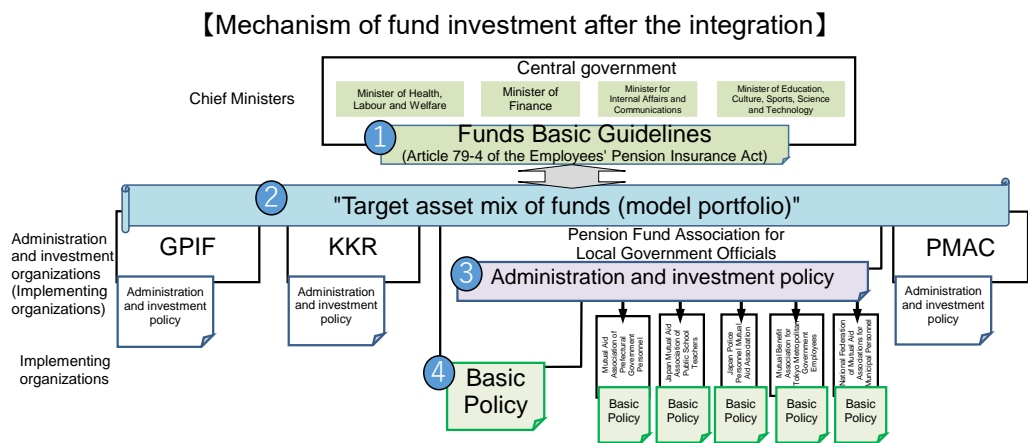 【Mechanism of fund investment after the integration】
Central government
Chief Ministers
Minister of Health,
Labour and Welfare
Minister of
Finance
Minister for
Internal Affairs and
Communications
Minister of Education,
Culture, Sports, Science
and Technology
1
Funds Basic Guidelines
(Article 79-4 of the Employees' Pension Insurance Act)
2
"Target asset mix of funds (model portfolio)"
Administration
and investment
organizations
(Implementing
organizations)
GPIF
Administration
and investment
policy
KKR
Administration
and investment
policy
Pension Fund Association for
Local Government Officials
3
Administration and investment policy
PMAC
Administration
and investment
policy
Implementing
organizations
4
Basic
Policy
Mutual Aid
Association of
Prefectural
Government
Personnel
Basic
Policy
Japan Mutual Aid
Association of
Public School
Teachers
Basic
Policy
Japan Police
Personnel Mutual
Aid Association
Basic
Policy
Mutual Benefit
Association for
Tokyo Metropolitan
Government
Employees
Basic
Policy
National Federation
of Mutual Aid
Associations for
Municipal Personnel
Basic
Policy